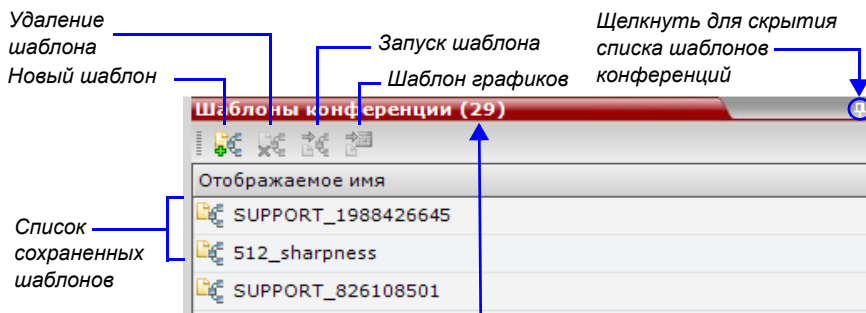 Удаление
шаблона
Новый шаблон
Запуск шаблона
Шаблон графиков
Щелкнуть для скрытия
списка шаблонов
конференций
Шаблоны конференции (29)
Отображаемое имя
Список
сохраненных
шаблонов
SUPPORT_1988426645
512_sharpness
SUPPORT_826108501